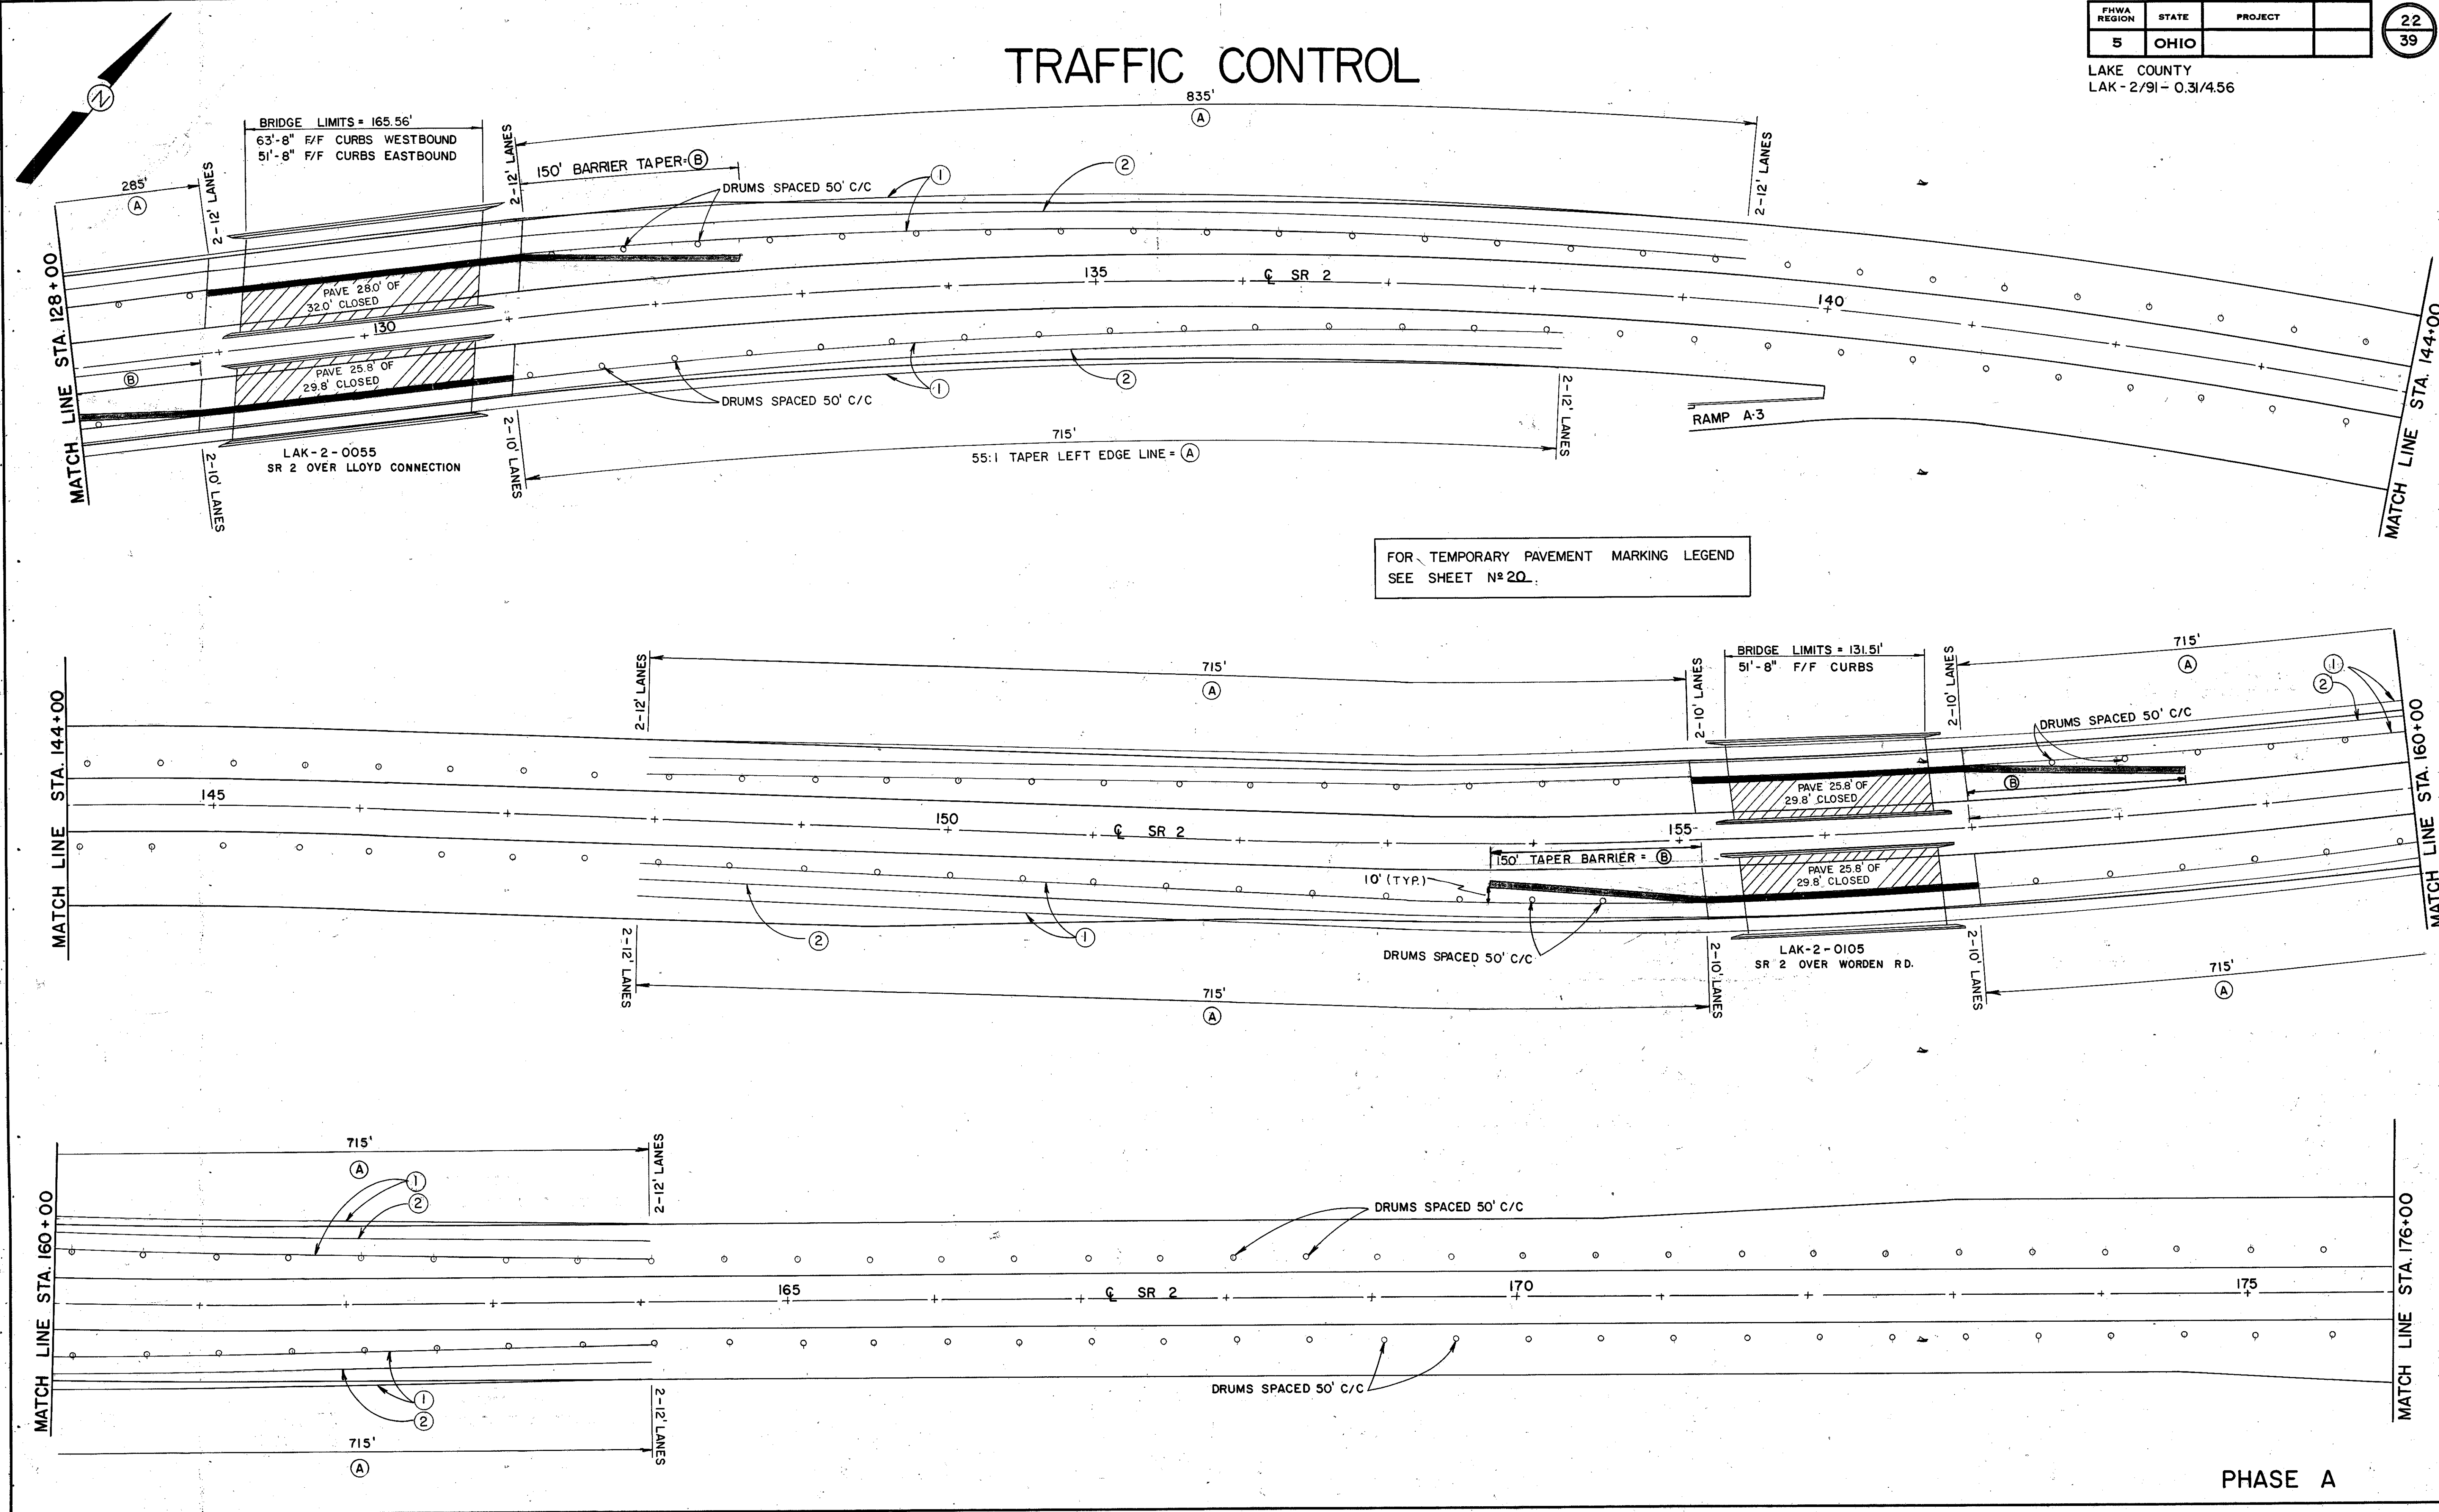 FHWA REGION STATE PROJECT
5 OHIO
22
39
LAKE COUNTY
LAK-2/91-0.31/4.56
TRAFFIC CONTROL
N
835'
A
BRIDGE LIMITS = 165.56'
63'-8" F/F CURBS WESTBOUND
51'-8" F/F CURBS EASTBOUND
285'
A
2-12' LANES
2-12' LANES
150' BARRIER TAPER = B
DRUMS SPACED 50' C/C
1
2
2-12' LANES
MATCH LINE STA. 128+00
PAVE 28.0' OF
32.0' CLOSED
130
135
℄ SR 2
140
B
PAVE 25.8' OF
29.8' CLOSED
DRUMS SPACED 50' C/C
1
2
RAMP A-3
MATCH LINE STA. 144+00
LAK-2-0055
SR 2 OVER LLOYD CONNECTION
2-10' LANES
2-10' LANES
715'
55:1 TAPER LEFT EDGE LINE = A
2-12' LANES
FOR TEMPORARY PAVEMENT MARKING LEGEND
SEE SHEET Nº 20.
MATCH LINE STA. 144+00
2-12' LANES
715'
A
2-10' LANES
BRIDGE LIMITS = 131.51'
51'-8" F/F CURBS
2-10' LANES
715'
A
1
2
DRUMS SPACED 50' C/C
B
PAVE 25.8' OF
29.8' CLOSED
145
150
℄ SR 2
155
150' TAPER BARRIER = B
10' (TYP.)
PAVE 25.8' OF
29.8' CLOSED
MATCH LINE STA. 160+00
2
1
DRUMS SPACED 50' C/C
LAK-2-0105
SR 2 OVER WORDEN RD.
2-12' LANES
715'
A
2-10' LANES
2-10' LANES
715'
A
MATCH LINE STA. 160+00
715'
A
2-12' LANES
1
2
DRUMS SPACED 50' C/C
165
℄ SR 2
170
175
MATCH LINE STA. 176+00
1
2
DRUMS SPACED 50' C/C
715'
A
2-12' LANES
PHASE A